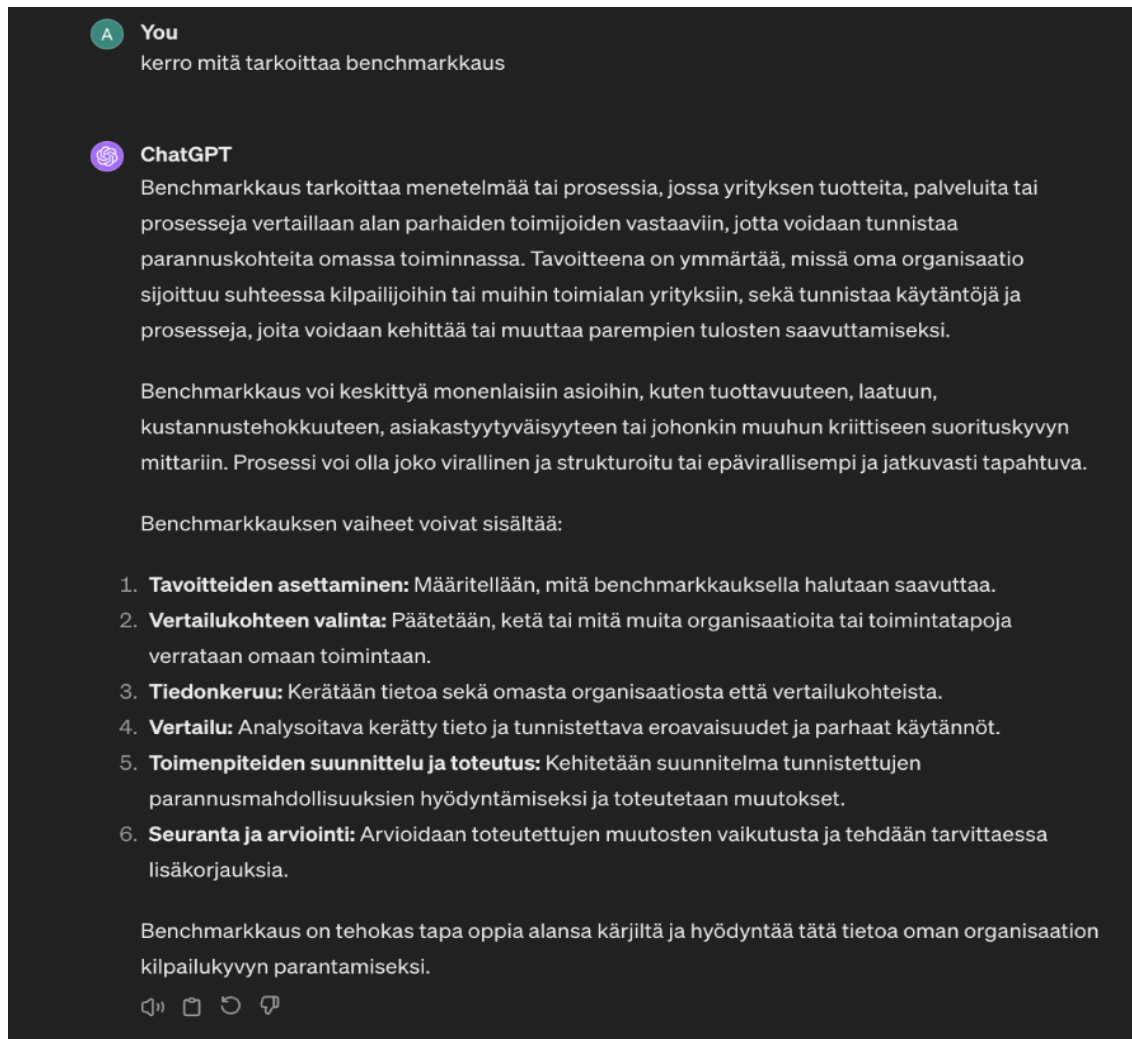 A
You
kerro mitä tarkoittaa benchmarkkaus
ChatGPT
Benchmarkkaus tarkoittaa menetelmää tai prosessia, jossa yrityksen tuotteita, palveluita tai
prosesseja vertaillaan alan parhaiden toimijoiden vastaaviin, jotta voidaan tunnistaa
parannuskohteita omassa toiminnassa. Tavoitteena on ymmärtää, missä oma organisaatio
sijoittuu suhteessa kilpailijoihin tai muihin toimialan yrityksiin, sekä tunnistaa käytäntöjä ja
prosesseja, joita voidaan kehittää tai muuttaa parempien tulosten saavuttamiseksi.
Benchmarkkaus voi keskittyä monenlaisiin asioihin, kuten tuottavuuteen, laatuun,
kustannustehokkuuteen, asiakastyytyväisyyteen tai johonkin muuhun kriittiseen suorituskyvyn
mittariin. Prosessi voi olla joko virallinen ja strukturoitu tai epävirallisempi ja jatkuvasti tapahtuva.
Benchmarkkauksen vaiheet voivat sisältää:
1. Tavoitteiden asettaminen: Määritellään, mitä benchmarkkauksella halutaan saavuttaa.
2. Vertailukohteen valinta: Päätetään, ketä tai mitä muita organisaatioita tai toimintatapoja
verrataan omaan toimintaan.
3. Tiedonkeruu: Kerätään tietoa sekä omasta organisaatiosta että vertailukohteista.
4. Vertailu: Analysoitava kerätty tieto ja tunnistettava eroavaisuudet ja parhaat käytännöt.
5. Toimenpiteiden suunnittelu ja toteutus: Kehitetään suunnitelma tunnistettujen
parannusmahdollisuuksien hyödyntämiseksi ja toteutetaan muutokset.
6. Seuranta ja arviointi: Arvioidaan toteutettujen muutosten vaikutusta ja tehdään tarvittaessa
lisäkorjauksia.
Benchmarkkaus on tehokas tapa oppia alansa kärjiltä ja hyödyntää tätä tietoa oman organisaation
kilpailukyvyn parantamiseksi.